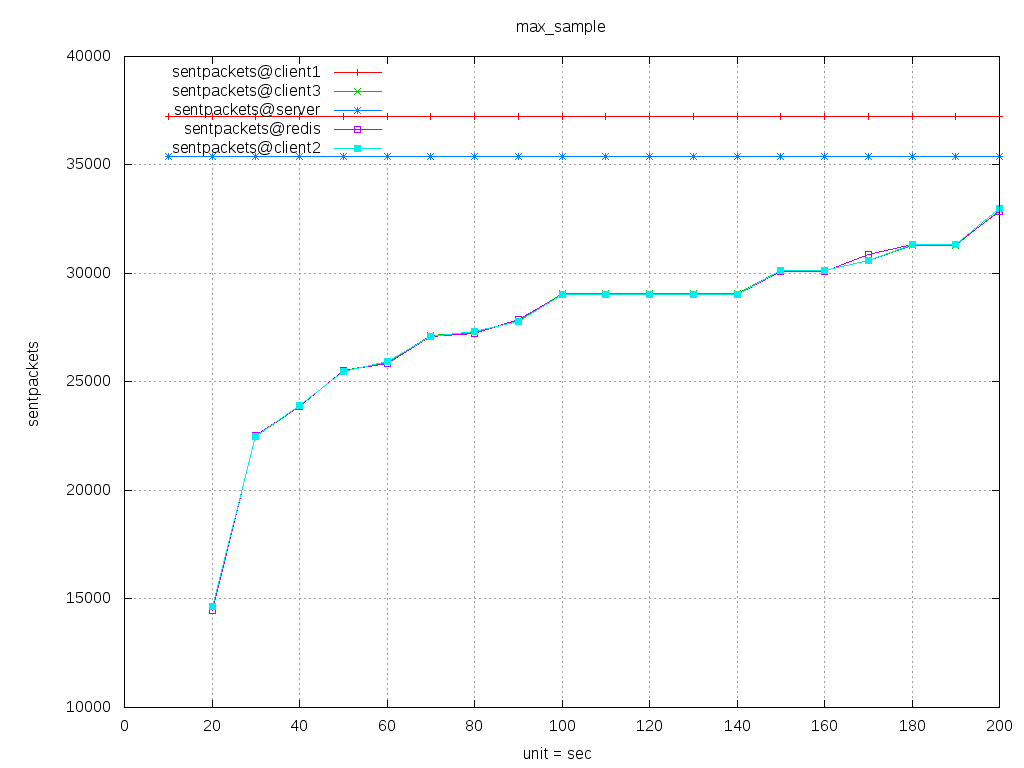 max_sample
40000
35000
30000
25000
20000
15000
10000
sentpackets
sentpackets@client1
sentpackets@client3
sentpackets@server
sentpackets@redis
sentpackets@client2
0 20 40 60 80 100 120 140 160 180 200
unit = sec